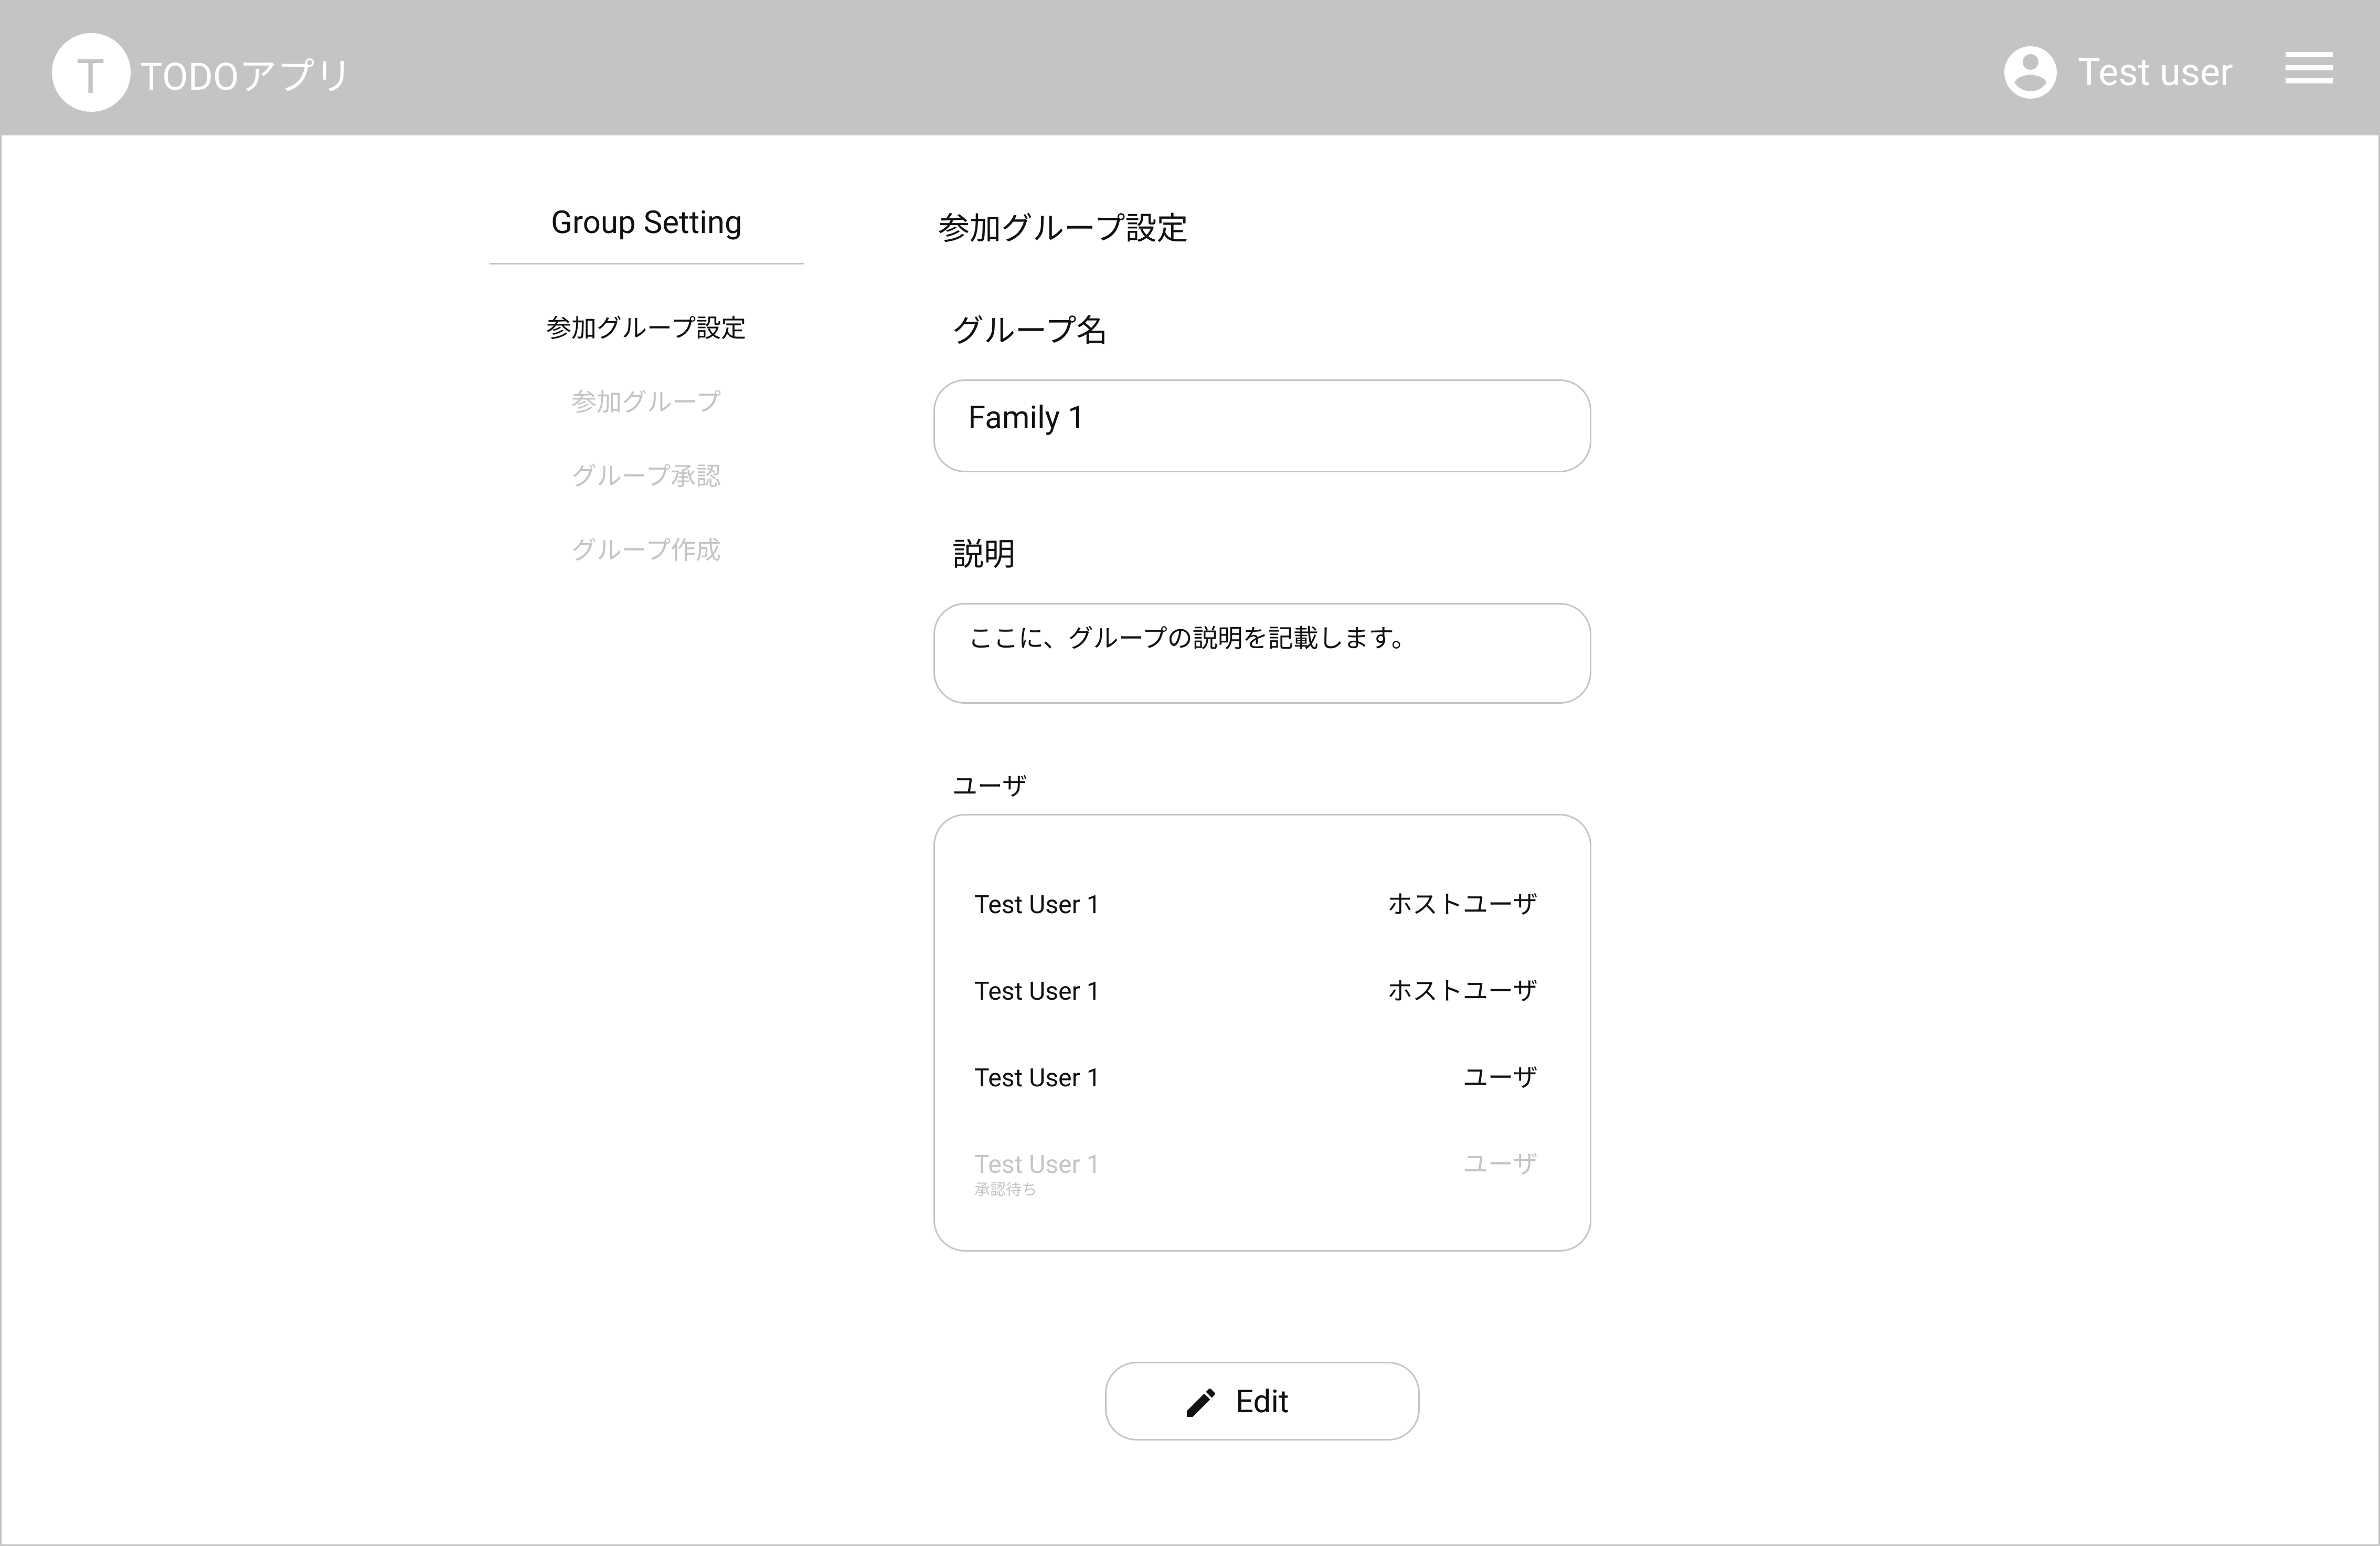 T TODOアプリ
Test user
Group Setting
参加グループ設定
参加グループ
グループ承認
グループ作成
参加グループ設定
グループ名
Family 1
説明
ここに、グループの説明を記載します。
ユーザ
Test User 1 ホストユーザ
Test User 1 ホストユーザ
Test User 1 ユーザ
Test User 1 ユーザ
承認待ち
Edit